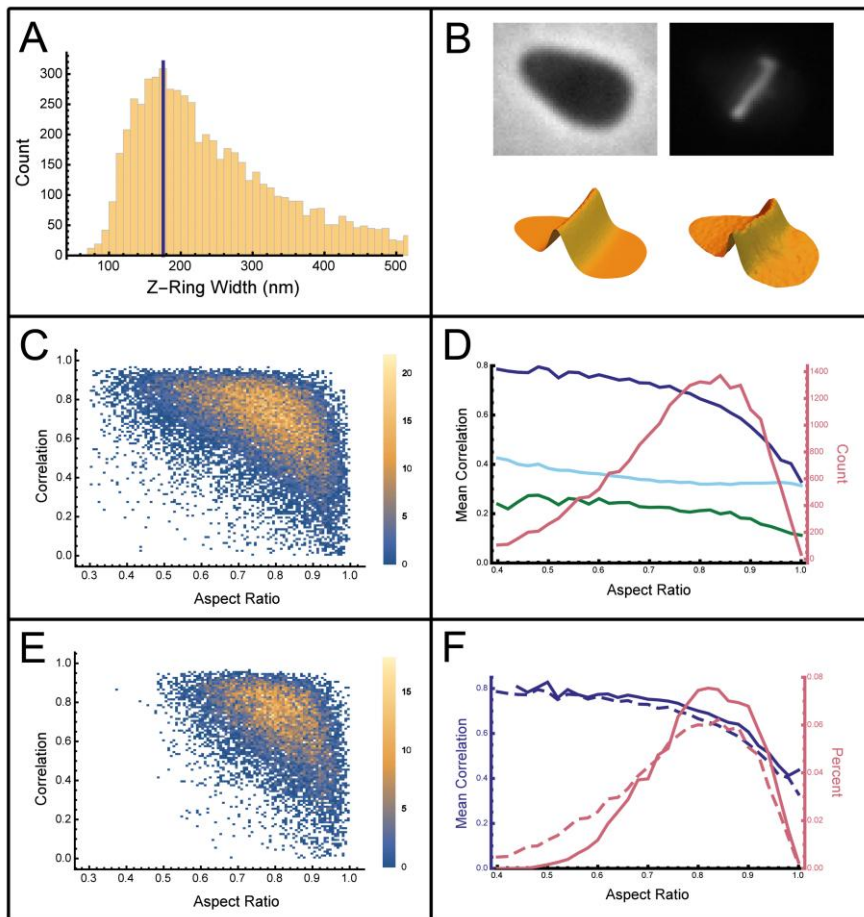 A
Count
300
250
200
150
100
50
0
100 200 300 400 500
Z-Ring Width (nm)
B
C
Correlation
1.0
0.8
0.6
0.4
0.2
0.0
0.3 0.4 0.5 0.6 0.7 0.8 0.9 1.0
Aspect Ratio
20
15
10
5
0
D
Mean Correlation
0.8
0.6
0.4
0.2
0.0
0.4 0.5 0.6 0.7 0.8 0.9 1.0
Aspect Ratio
1400
1200
1000
800
600
400
200
0
Count
E
Correlation
1.0
0.8
0.6
0.4
0.2
0.0
0.3 0.4 0.5 0.6 0.7 0.8 0.9 1.0
Aspect Ratio
15
10
5
0
F
Mean Correlation
0.8
0.6
0.4
0.2
0.0
0.4 0.5 0.6 0.7 0.8 0.9 1.0
Aspect Ratio
0.08
0.06
0.04
0.02
0.00
Percent